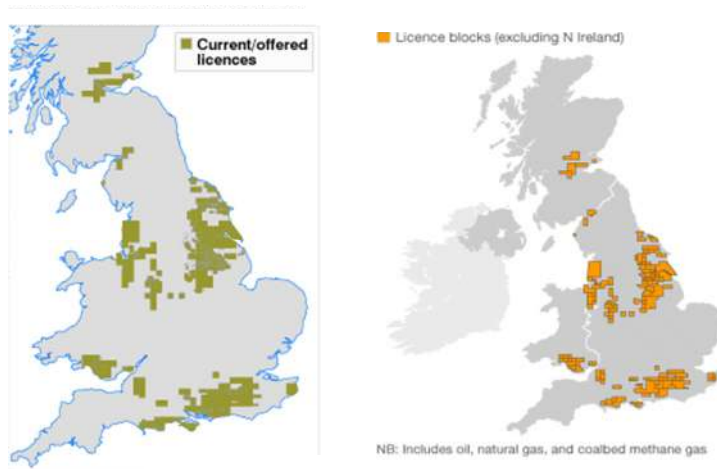 Current/offered
licences
Licence blocks (excluding N Ireland)
NB: Includes oil, natural gas, and coalbed methane gas